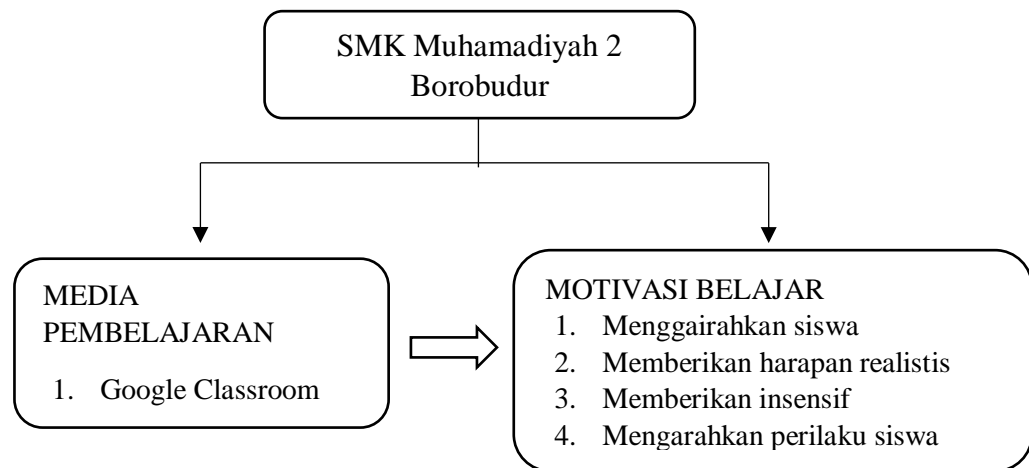 SMK Muhamadiyah 2
Borobudur
MEDIA
PEMBELAJARAN
1. Google Classroom
MOTIVASI BELAJAR
1. Menggairahkan siswa
2. Memberikan harapan realistis
3. Memberikan insensif
4. Mengarahkan perilaku siswa